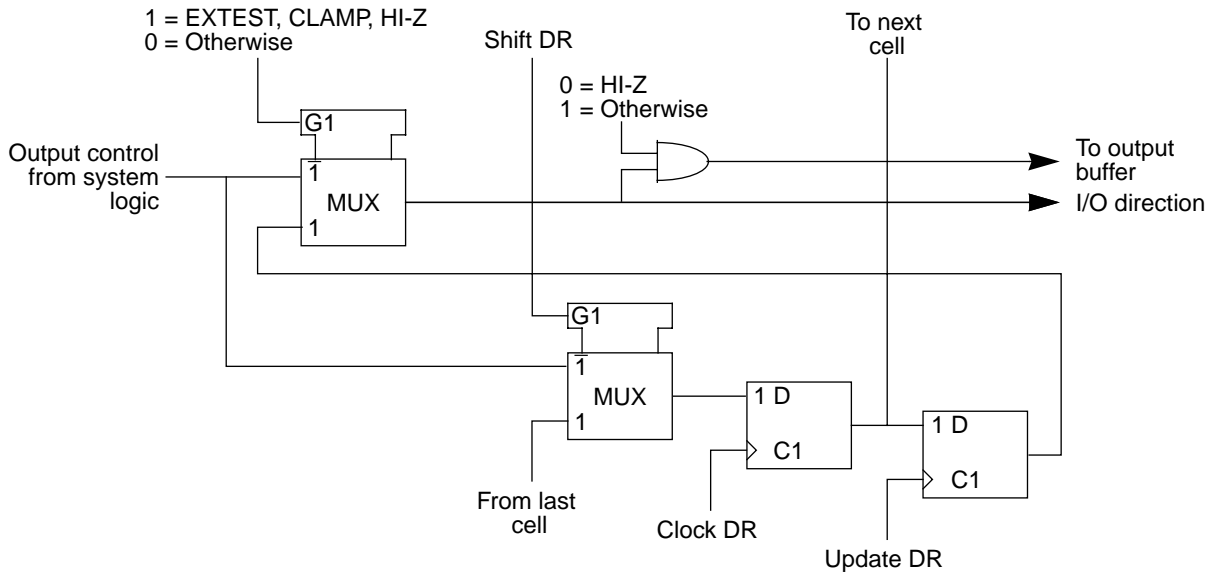 1 = EXTEST, CLAMP, HI-Z
0 = Otherwise
Shift DR
To next
cell
0 = HI-Z
1 = Otherwise
G1
Output control
from system
logic
1
MUX
1
To output
buffer
I/O direction
G1
1
MUX
1
1 D
C1
1 D
C1
From last
cell
Clock DR
Update DR